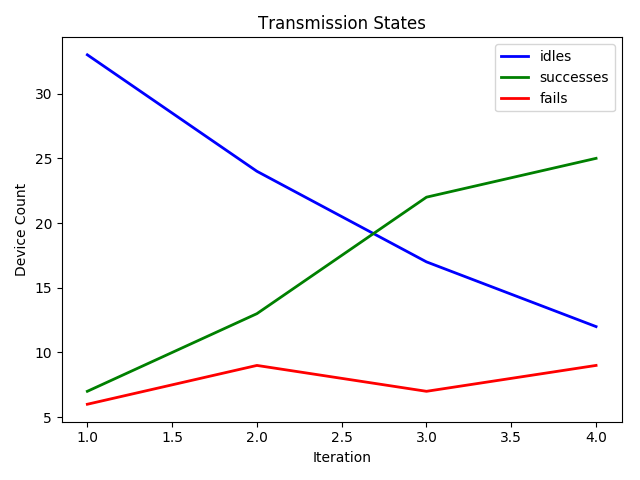 Transmission States
idles
successes
fails
Device Count
30
25
20
15
10
5
1.0 1.5 2.0 2.5 3.0 3.5 4.0
Iteration